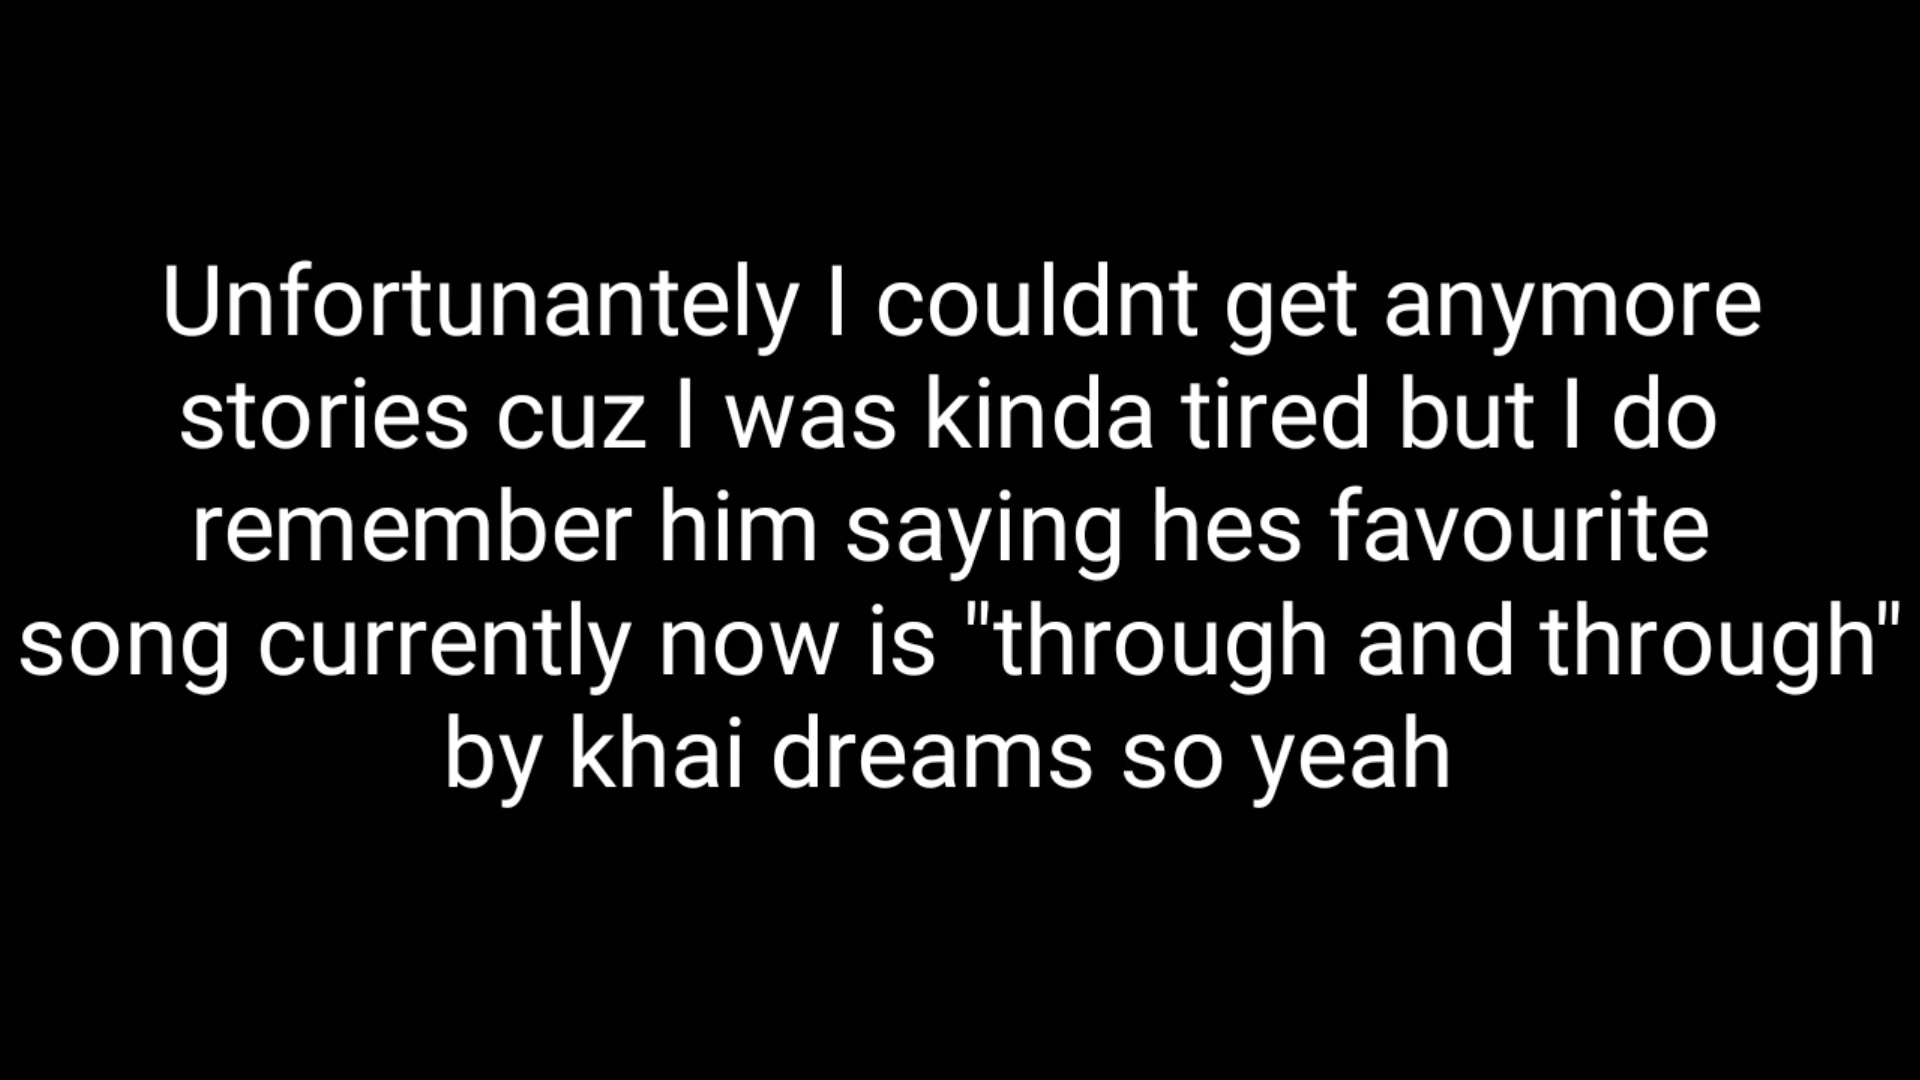 Unfortunantely I couldnt get anymore
stories cuz I was kinda tired but I do
remember him saying hes favourite
song currently now is "through and through"
by khai dreams so yeah